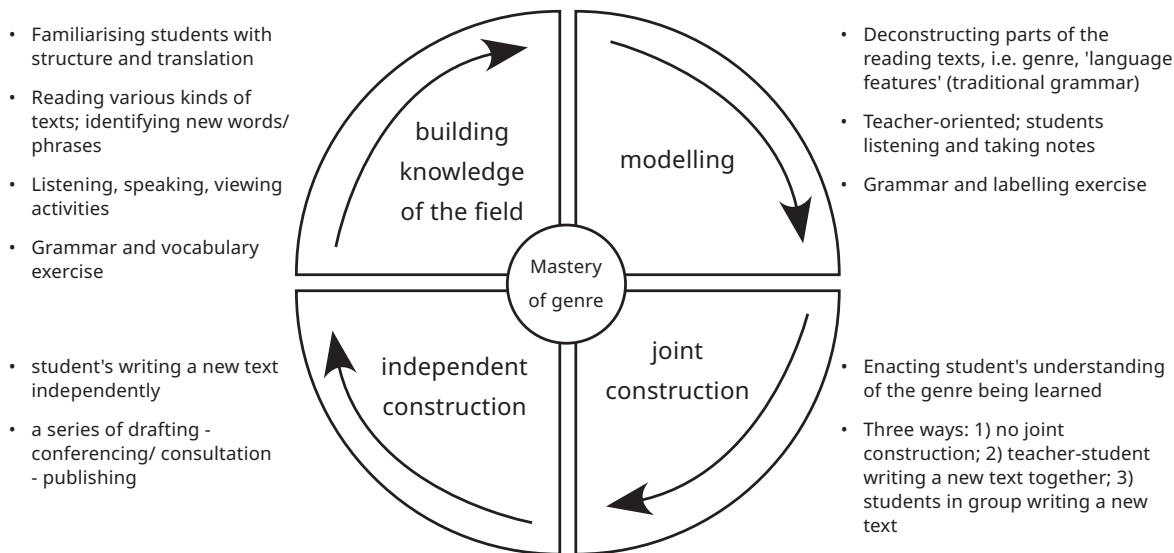 • Familiarising students with
structure and translation
• Reading various kinds of
texts; identifying new words/
phrases
• Listening, speaking, viewing
activities
• Grammar and vocabulary
exercise
building
knowledge
of the field
modelling
• Deconstructing parts of the
reading texts, i.e. genre, 'language
features' (traditional grammar)
• Teacher-oriented; students
listening and taking notes
• Grammar and labelling exercise
Mastery
of genre
• student's writing a new text
independently
• a series of drafting -
conferencing/ consultation
- publishing
independent
construction
joint
construction
• Enacting student's understanding
of the genre being learned
• Three ways: 1) no joint
construction; 2) teacher-student
writing a new text together; 3)
students in group writing a new
text